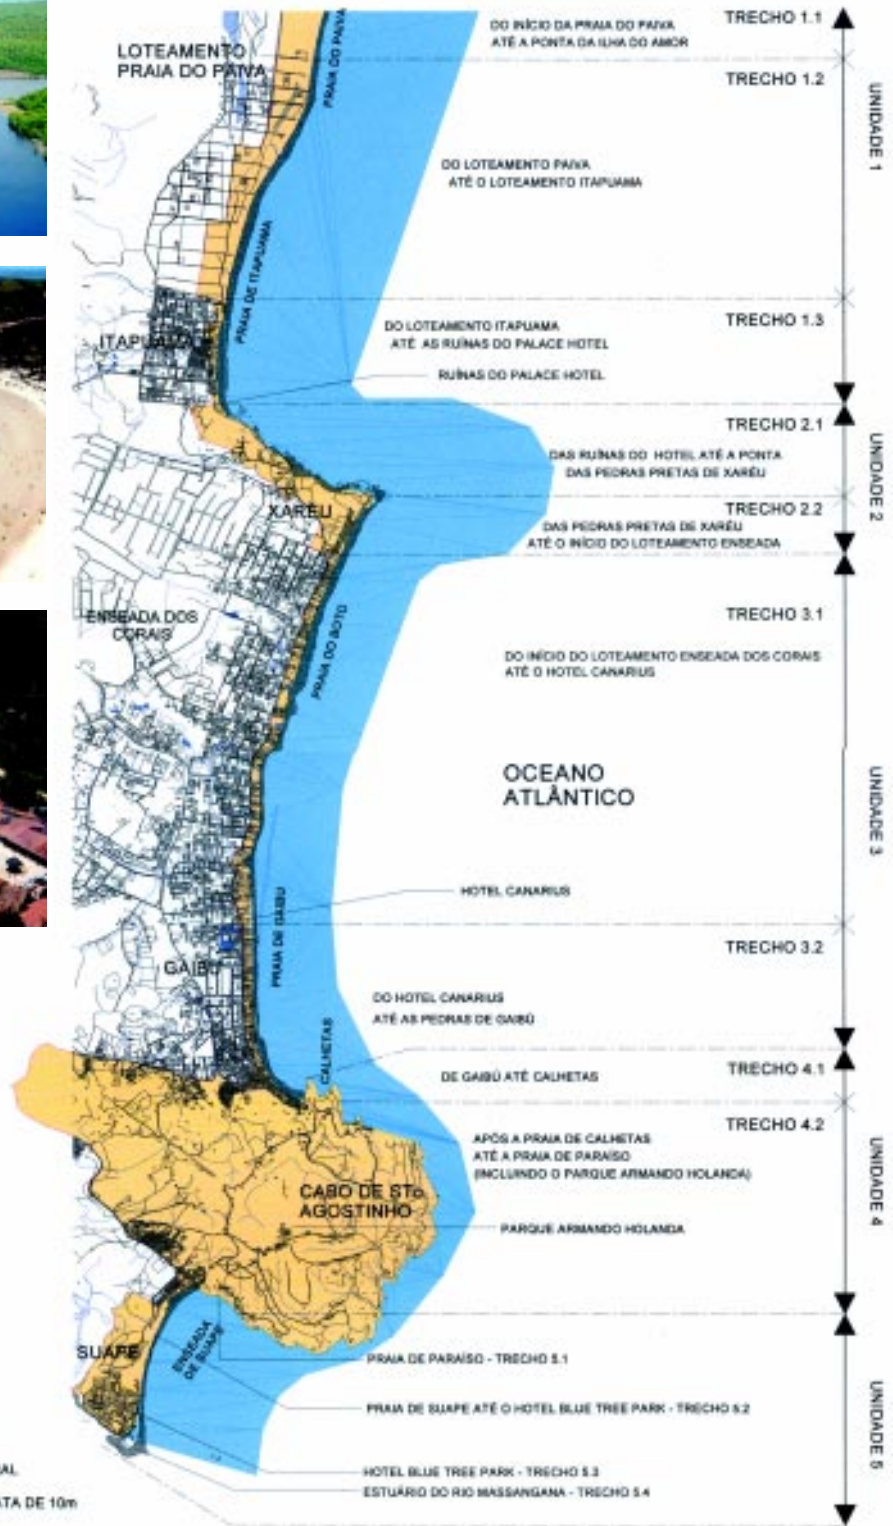 TRECHO 1.1
DO INÍCIO DA PRAIA DO PAIVA
ATÉ A PONTA DA ILHA DO AMOR
LOTEAMENTO
PRAIA DO PAIVA
PRAIA DO PAIVA
TRECHO 1.2
UNIDADE 1
DO LOTEAMENTO PAIVA
ATÉ O LOTEAMENTO ITAPUAMA
PRAIA DE ITAPUAMA
TRECHO 1.3
DO LOTEAMENTO ITAPUAMA
ATÉ AS RUÍNAS DO PALACE HOTEL
ITAPUAMA
RUÍNAS DO PALACE HOTEL
TRECHO 2.1
UNIDADE 2
DAS RUÍNAS DO HOTEL ATÉ A PONTA
DAS PEDRAS PRETAS DE XARÉU
XARÉU
TRECHO 2.2
DAS PEDRAS PRETAS DE XARÉU
ATÉ O INÍCIO DO LOTEAMENTO ENSEADA
ENSEADA DOS
CORAIS
PRAIA DO BOTO
TRECHO 3.1
DO INÍCIO DO LOTEAMENTO ENSEADA DOS CORAIS
ATÉ O HOTEL CANARIUS
OCEANO
ATLÂNTICO
UNIDADE 3
HOTEL CANARIUS
PRAIA DE GAIBU
TRECHO 3.2
GAIBU
DO HOTEL CANARIUS
ATÉ AS PEDRAS DE GAIBÚ
CALHETAS
TRECHO 4.1
DE GAIBÚ ATÉ CALHETAS
TRECHO 4.2
APÓS A PRAIA DE CALHETAS
ATÉ A PRAIA DE PARAÍSO
(INCLUINDO O PARQUE ARMANDO HOLANDA)
UNIDADE 4
CABO DE STo
AGOSTINHO
PARQUE ARMANDO HOLANDA
SUAPE
ENSEADA
DE SUAPE
PRAIA DE PARAÍSO - TRECHO 5.1
PRAIA DE SUAPE ATÉ O HOTEL BLUE TREE PARK - TRECHO 5.2
UNIDADE 5
HOTEL BLUE TREE PARK - TRECHO 5.3
ESTUÁRIO DO RIO MASSANGANA - TRECHO 5.4
AL
TA DE 10m